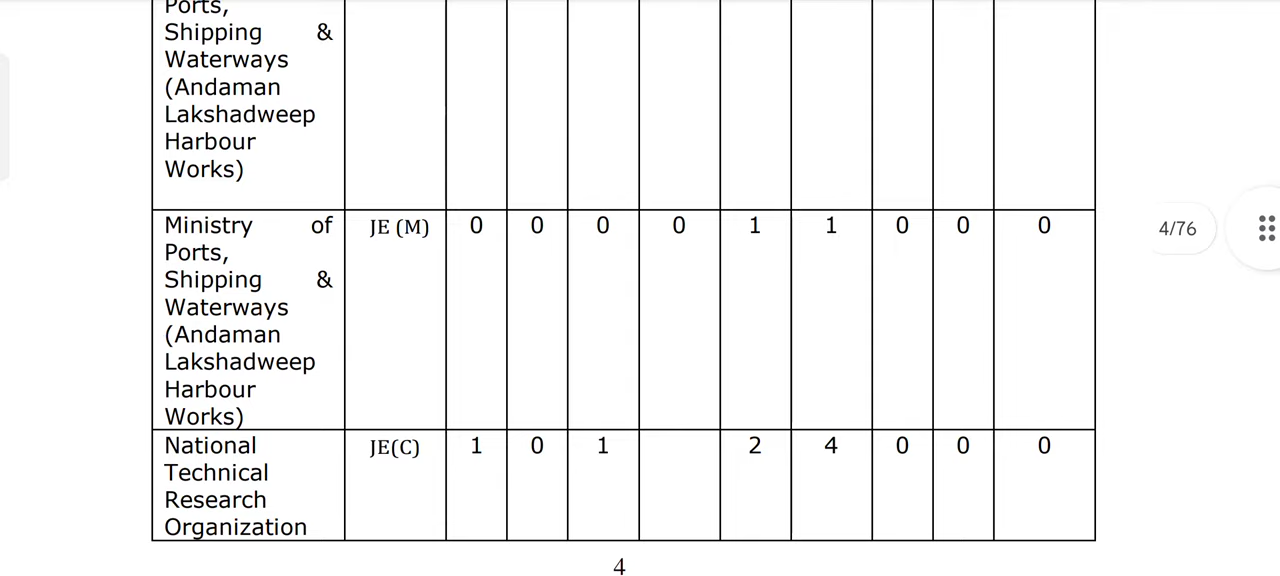 Ports,
Shipping &
Waterways
(Andaman
Lakshadweep
Harbour
Works)
Ministry of JE (M) 0 0 0 0 1 1 0 0 0
Ports,
Shipping &
Waterways
(Andaman
Lakshadweep
Harbour
Works)
4/76
National JE(C) 1 0 1 2 4 0 0 0
Technical
Research
Organization
4